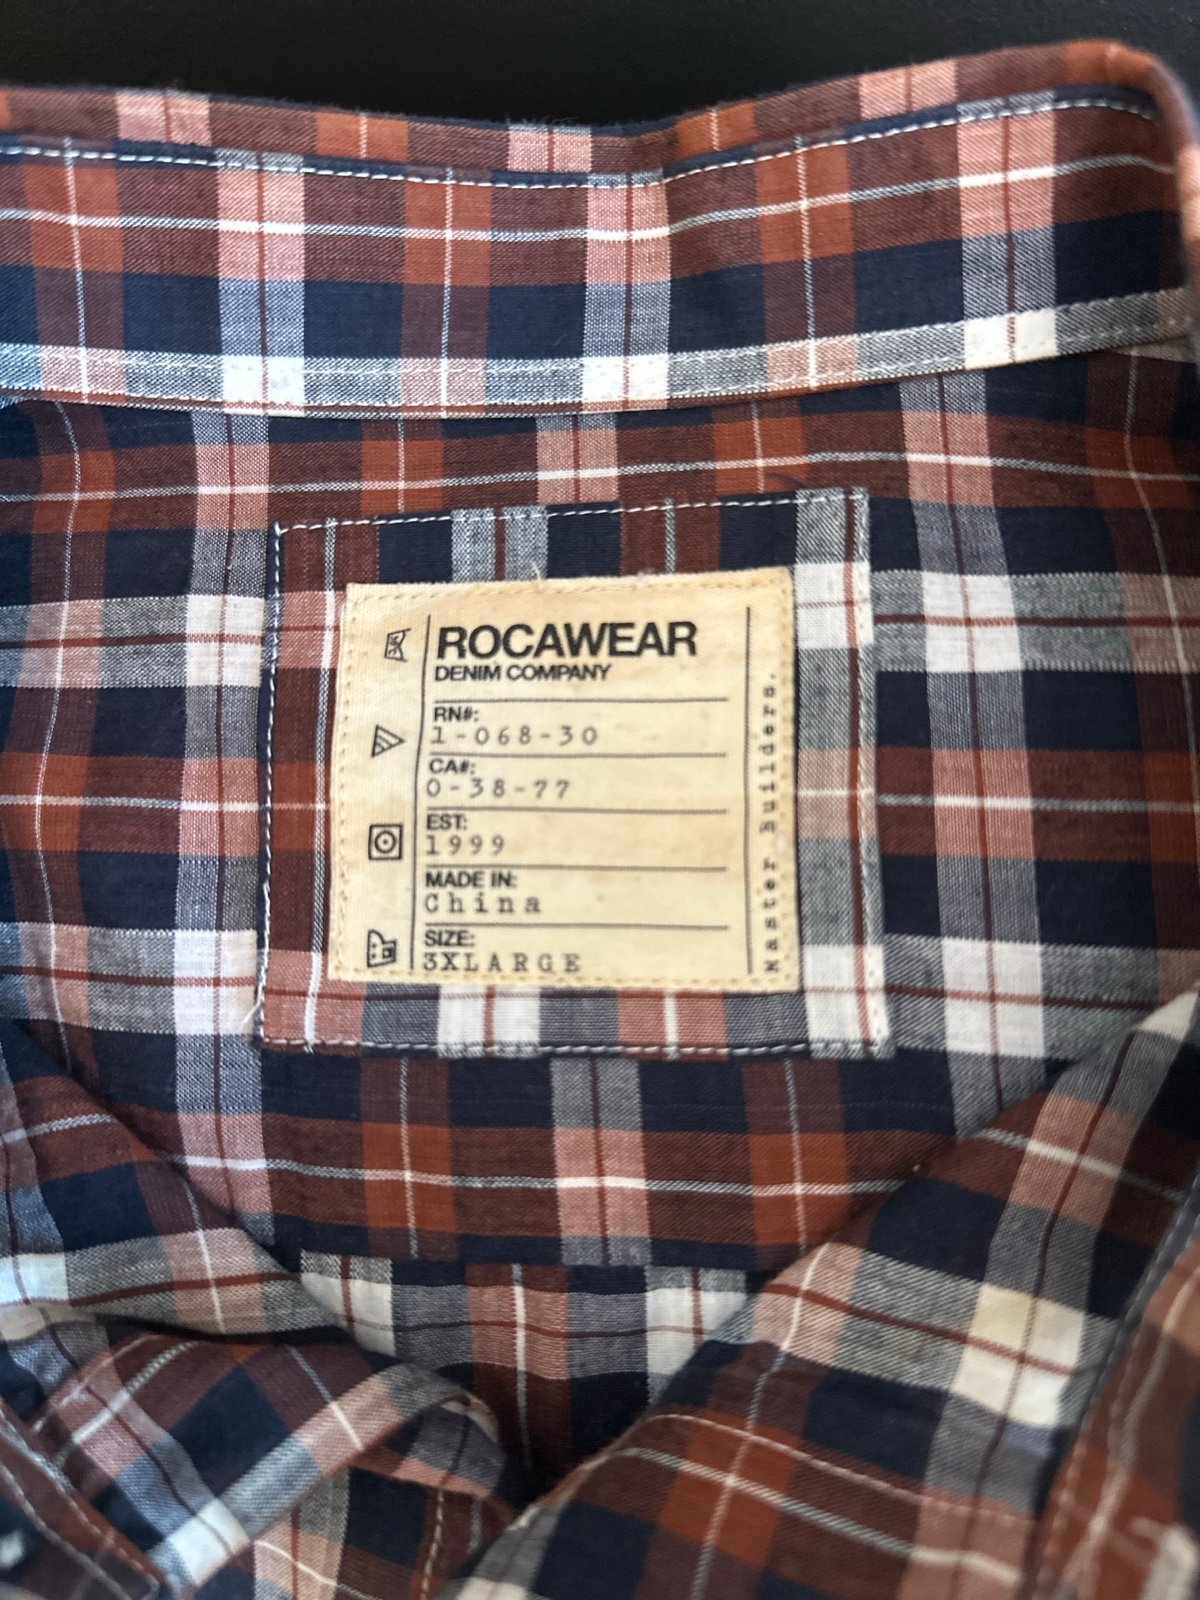 ROCAWEAR
DENIM COMPANY
RN#:
1-068-30
CA#:
0-38-77
EST:
1999
MADE IN:
China
SIZE:
3XLARGE
Master Builders.